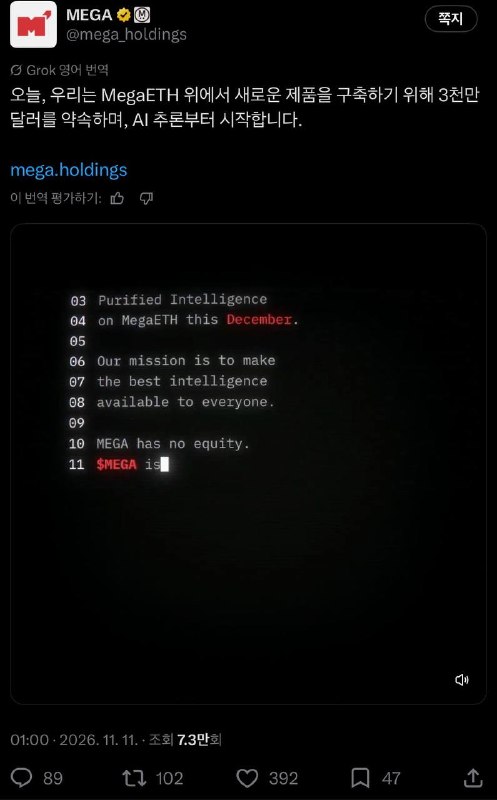 MEGA
@mega_holdings
쪽지
Grok 영어 번역
오늘, 우리는 MegaETH 위에서 새로운 제품을 구축하기 위해 3천만
달러를 약속하며, AI 추론부터 시작합니다.
mega.holdings
이 번역 평가하기:
03 Purified Intelligence
04 on MegaETH this December.
05
06 Our mission is to make
07 the best intelligence
08 available to everyone.
09
10 MEGA has no equity.
11 $MEGA is
01:00 · 2026. 11. 11. · 조회 7.3만회
89 102 392 47